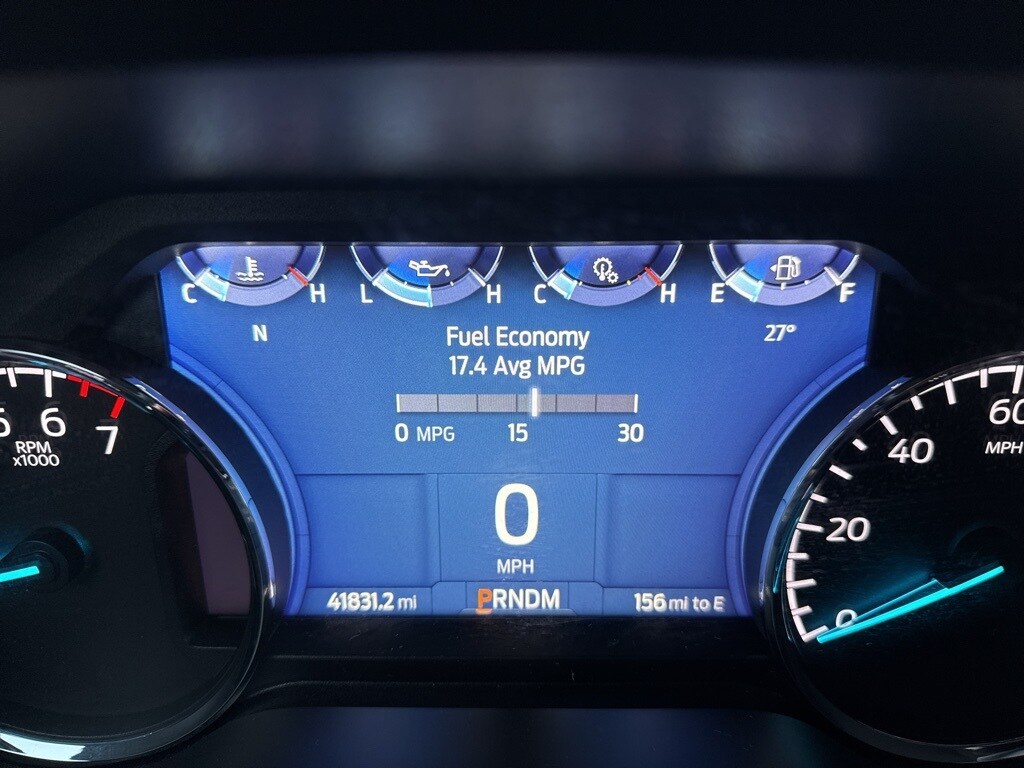 C H
L H
C H
E F
N
27°
Fuel Economy
17.4 Avg MPG
0 MPG 15 30
6 7
RPM
x1000
0
MPH
41831.2 mi
PRNDM
156 mi to E
60
MPH
40
20
0